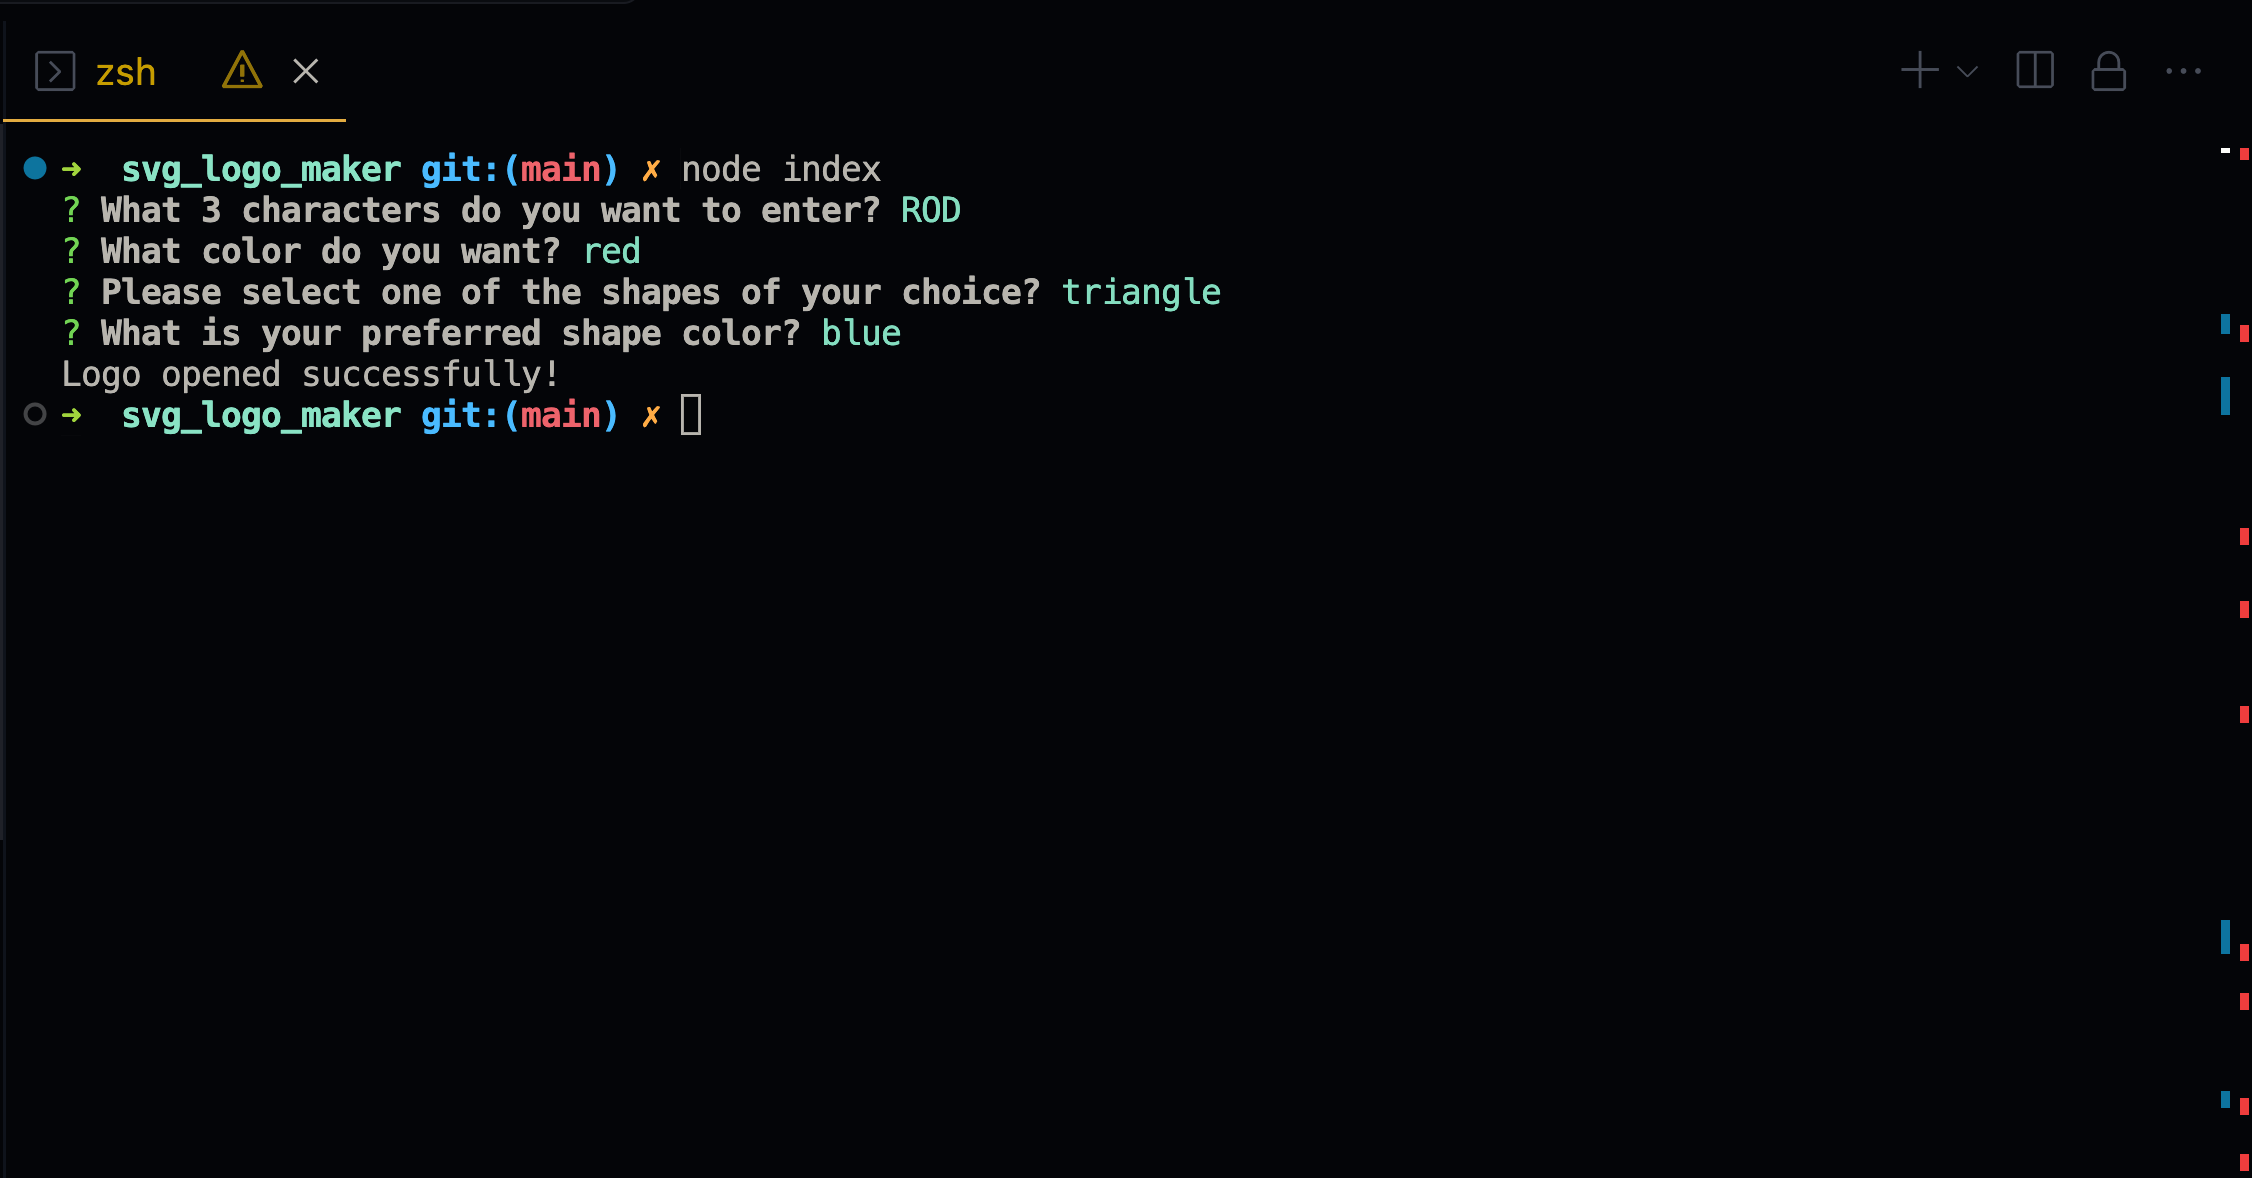 zsh
➜ svg_logo_maker git:(main) ✗ node index
? What 3 characters do you want to enter? ROD
? What color do you want? red
? Please select one of the shapes of your choice? triangle
? What is your preferred shape color? blue
Logo opened successfully!
➜ svg_logo_maker git:(main) ✗